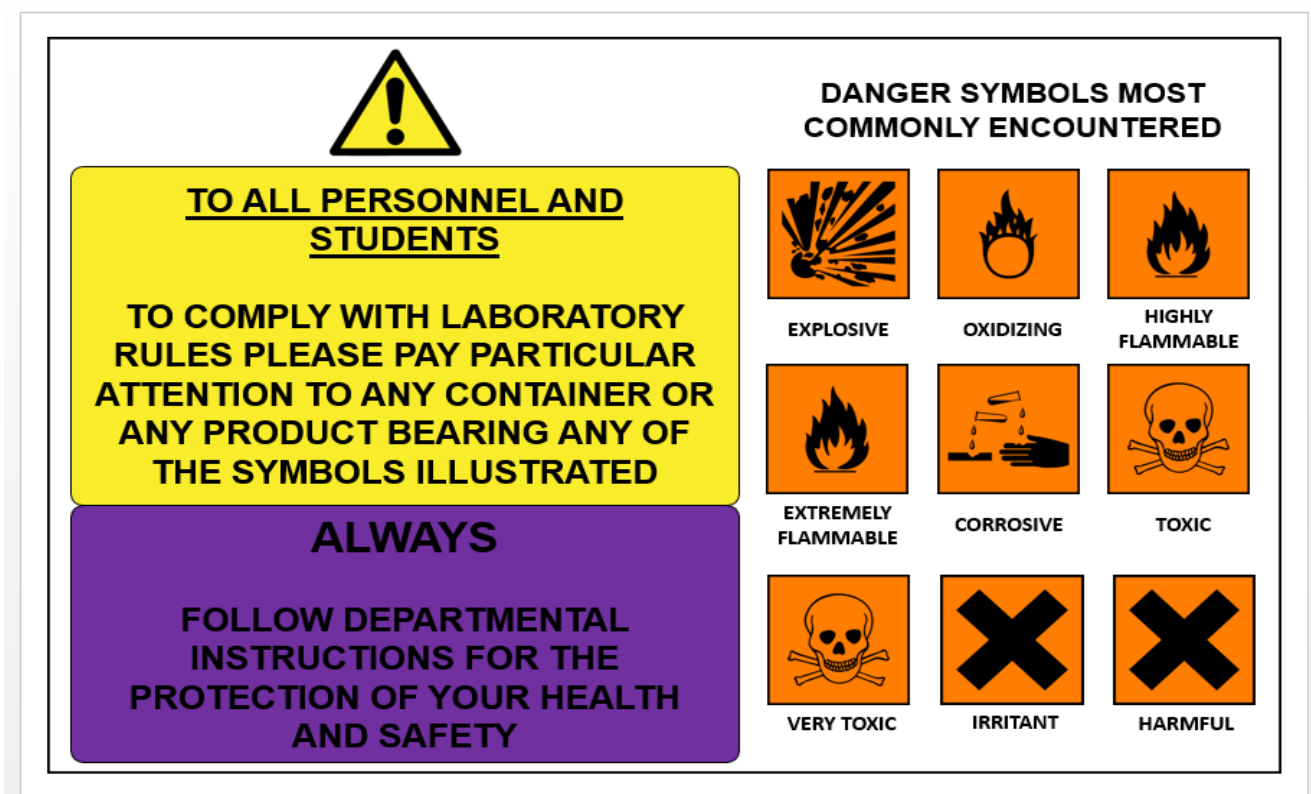 TO ALL PERSONNEL AND
STUDENTS
TO COMPLY WITH LABORATORY
RULES PLEASE PAY PARTICULAR
ATTENTION TO ANY CONTAINER OR
ANY PRODUCT BEARING ANY OF
THE SYMBOLS ILLUSTRATED
ALWAYS
FOLLOW DEPARTMENTAL
INSTRUCTIONS FOR THE
PROTECTION OF YOUR HEALTH
AND SAFETY
DANGER SYMBOLS MOST
COMMONLY ENCOUNTERED
EXPLOSIVE
OXIDIZING
HIGHLY
FLAMMABLE
EXTREMELY
FLAMMABLE
CORROSIVE
TOXIC
VERY TOXIC
IRRITANT
HARMFUL